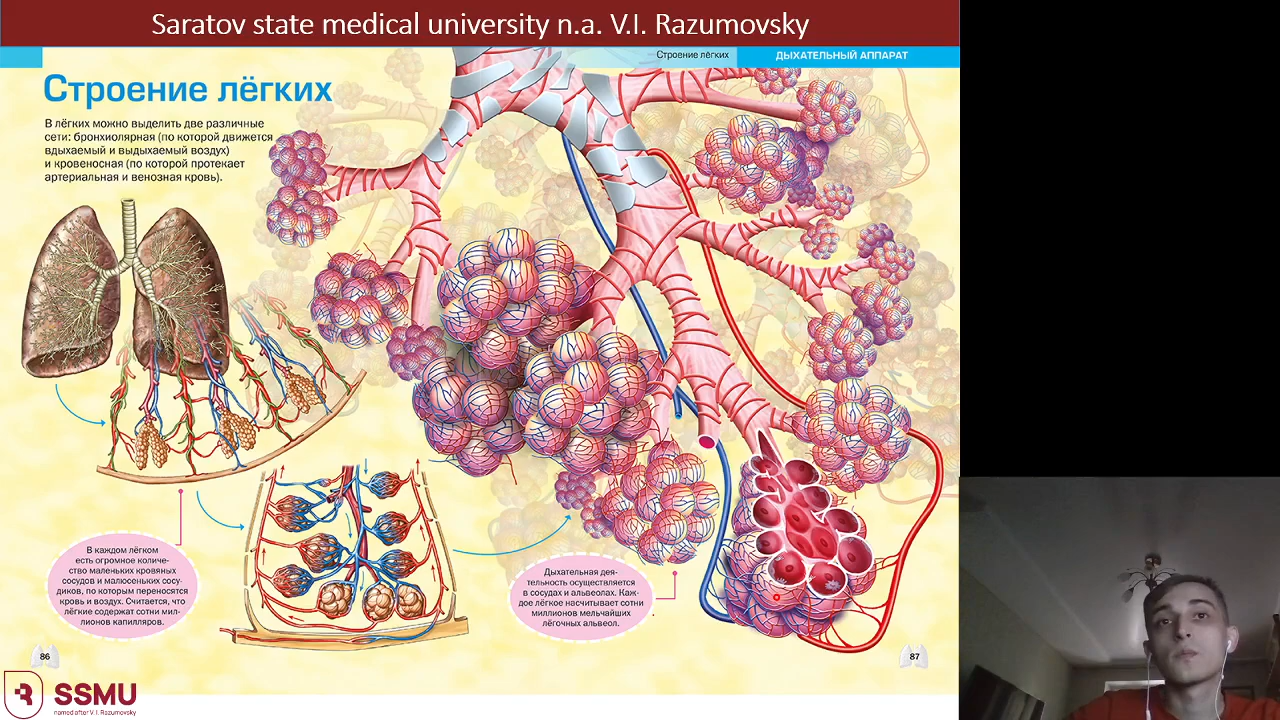 Saratov state medical university n.a. V.I. Razumovsky
Строение лёгких
ДЫХАТЕЛЬНЫЙ АППАРАТ
Строение лёгких
В лёгких можно выделить две различные
сети: бронхиолярная (по которой движется
вдыхаемый и выдыхаемый воздух)
и кровеносная (по которой протекает
артериальная и венозная кровь).
В каждом лёгком
есть огромное количе-
ство маленьких кровяных
сосудов и малюсеньких сосу-
диков, по которым переносятся
кровь и воздух. Считается, что
лёгкие содержат сотни мил-
лионов капилляров.
Дыхательная дея-
тельность осуществляется
в сосудах и альвеолах. Каж-
дое лёгкое насчитывает сотни
миллионов мельчайших
лёгочных альвеол.
86
87
SSMU
named after V. I. Razumovsky